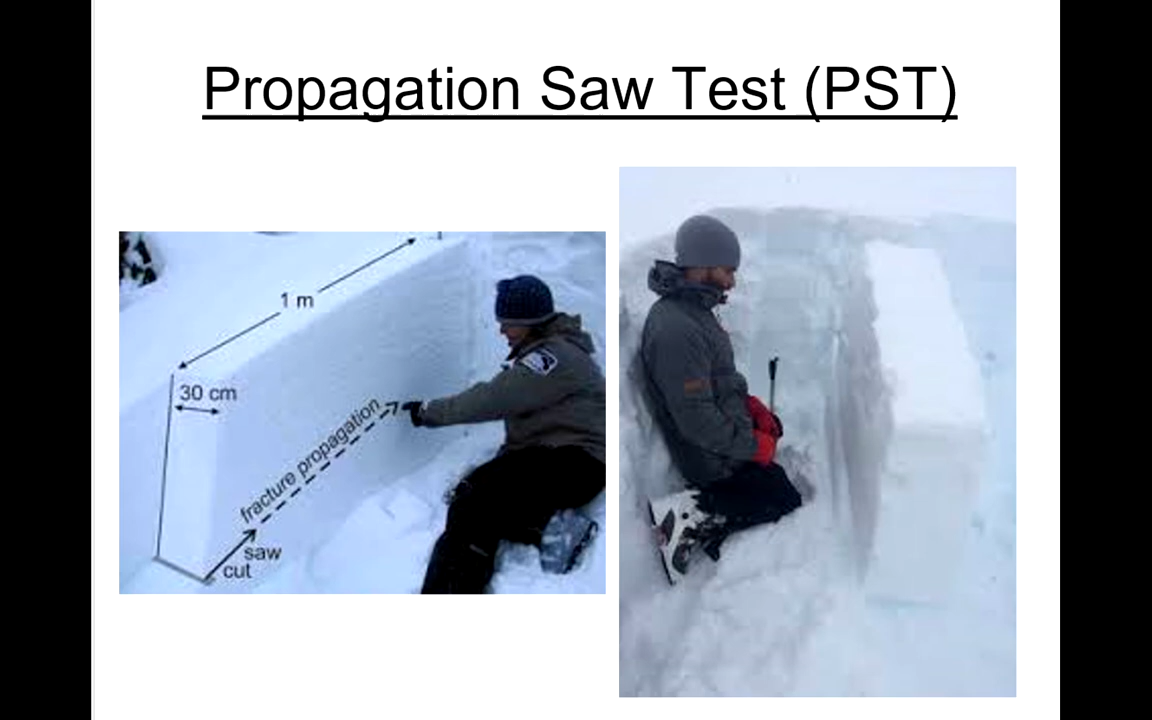 Propagation Saw Test (PST)
1 m
30 cm
fracture propagation
saw
cut